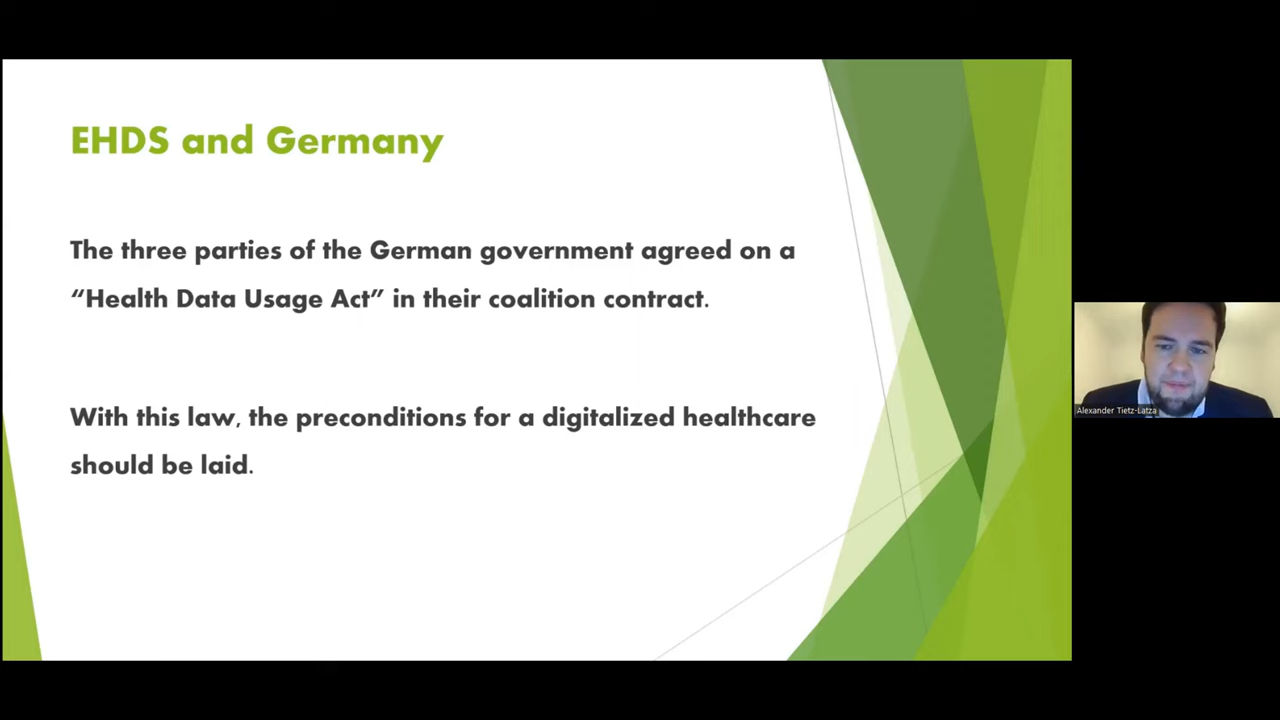 EHDS and Germany
The three parties of the German government agreed on a
“Health Data Usage Act” in their coalition contract.
With this law, the preconditions for a digitalized healthcare
should be laid.
Alexander Tietz-Latza